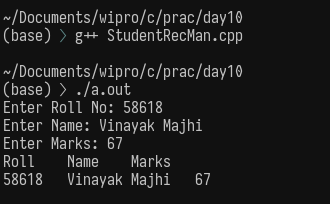 ~/Documents/wipro/c/prac/day10
(base) > g++ StudentRecMan.cpp
~/Documents/wipro/c/prac/day10
(base) > ./a.out
Enter Roll No: 58618
Enter Name: Vinayak Majhi
Enter Marks: 67
Roll    Name    Marks
58618   Vinayak Majhi   67